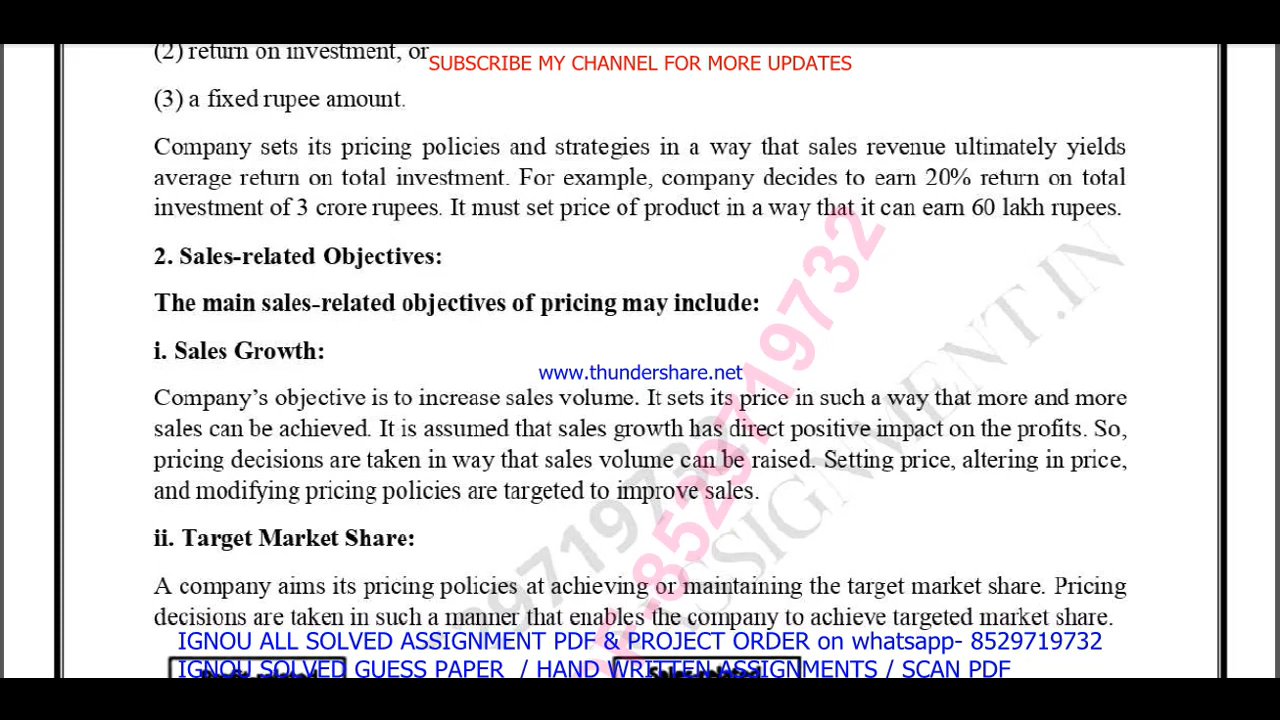 (2) return on investment, or
SUBSCRIBE MY CHANNEL FOR MORE UPDATES
(3) a fixed rupee amount.
Company sets its pricing policies and strategies in a way that sales revenue ultimately yields
average return on total investment. For example, company decides to earn 20% return on total
investment of 3 crore rupees. It must set price of product in a way that it can earn 60 lakh rupees.
2. Sales-related Objectives:
The main sales-related objectives of pricing may include:
i. Sales Growth:
www.thundershare.net
Company's objective is to increase sales volume. It sets its price in such a way that more and more
sales can be achieved. It is assumed that sales growth has direct positive impact on the profits. So,
pricing decisions are taken in way that sales volume can be raised. Setting price, altering in price,
and modifying pricing policies are targeted to improve sales.
ii. Target Market Share:
A company aims its pricing policies at achieving or maintaining the target market share. Pricing
decisions are taken in such a manner that enables the company to achieve targeted market share.
IGNOU ALL SOLVED ASSIGNMENT PDF & PROJECT ORDER on whatsapp- 8529719732
IGNOU SOLVED GUESS PAPER / HAND WRITTEN ASSIGNMENTS / SCAN PDF
8529719732
29719732
SSIGNMENT.IN